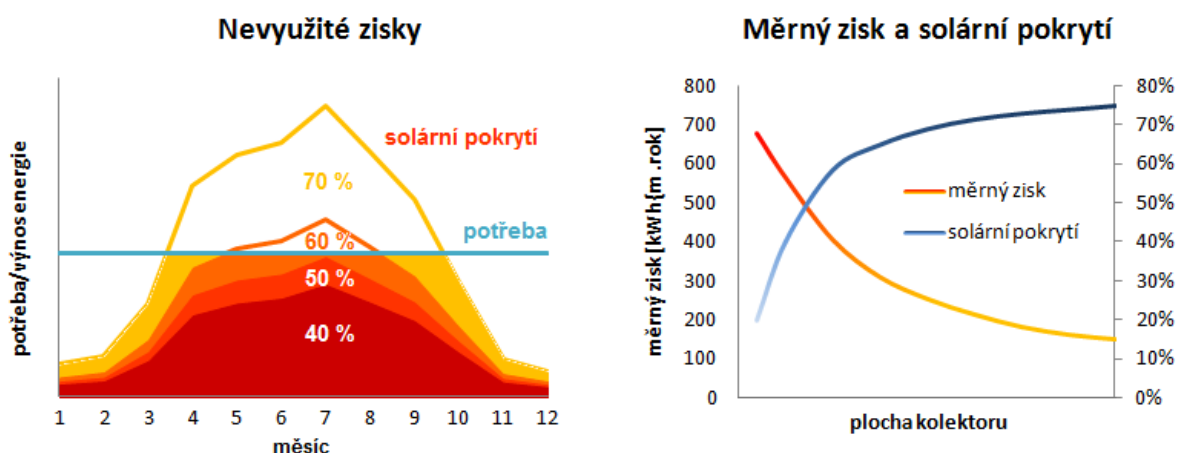 Nevyužité zisky
potřeba/výnos energie
solární pokrytí
70 %
potřeba
60 %
50 %
40 %
1 2 3 4 5 6 7 8 9 10 11 12
měsíc
Měrný zisk a solární pokrytí
měrný zisk [kWh{m .rok]
800
700
600
500
400
300
200
100
0
měrný zisk
solární pokrytí
80%
70%
60%
50%
40%
30%
20%
10%
0%
plocha kolektoru